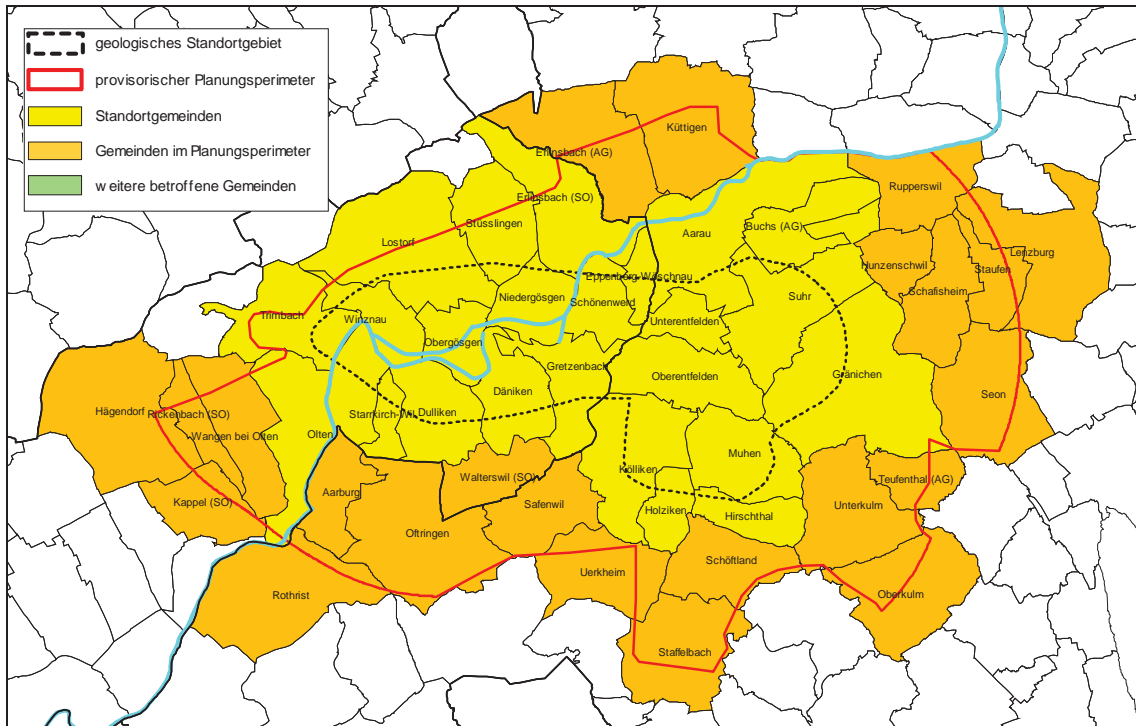 geologisches Standortgebiet
provisorischer Planungsperimeter
Standortgemeinden
Gemeinden im Planungsperimeter
weitere betroffene Gemeinden
Küttigen
Erlinsbach (AG)
Rupperswil
Erlinsbach (SO)
Stüsslingen
Lostorf
Aarau
Buchs (AG)
Lenzburg
Hunzenschwil
Staufen
Eppenberg-Wöschnau
Schafisheim
Niedergösgen
Schönenwerd
Suhr
Trimbach
Winznau
Unterentfelden
Obergösgen
Gretzenbach
Oberentfelden
Gränichen
Däniken
Seon
Hägendorf
Rickenbach (SO)
Starrkirch-Wil
Dulliken
Wangen bei Olten
Olten
Muhen
Kölliken
Walterswil (SO)
Teufenthal (AG)
Aarburg
Kappel (SO)
Safenwil
Unterkulm
Holziken
Hirschthal
Oftringen
Schöftland
Uerkheim
Rothrist
Oberkulm
Staffelbach